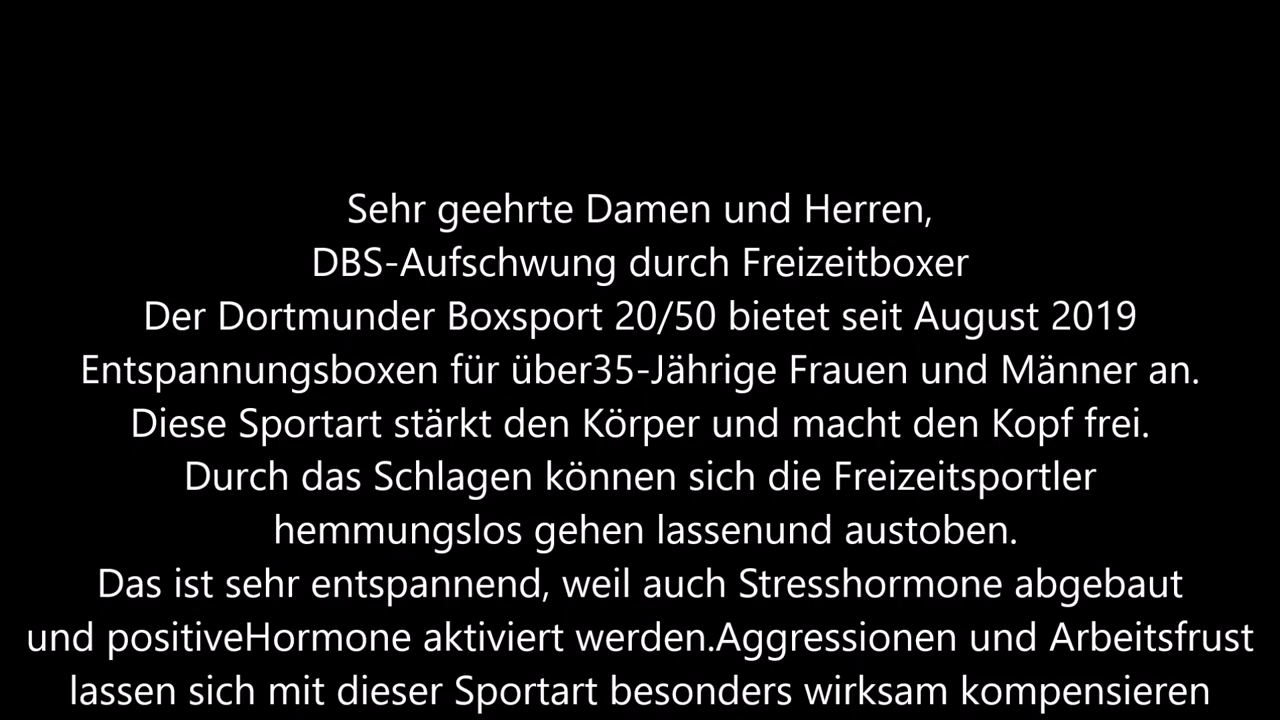 Sehr geehrte Damen und Herren,
DBS-Aufschwung durch Freizeitboxer
Der Dortmunder Boxsport 20/50 bietet seit August 2019
Entspannungsboxen für über35-Jährige Frauen und Männer an.
Diese Sportart stärkt den Körper und macht den Kopf frei.
Durch das Schlagen können sich die Freizeitsportler
hemmungslos gehen lassenund austoben.
Das ist sehr entspannend, weil auch Stresshormone abgebaut
und positiveHormone aktiviert werden.Aggressionen und Arbeitsfrust
lassen sich mit dieser Sportart besonders wirksam kompensieren